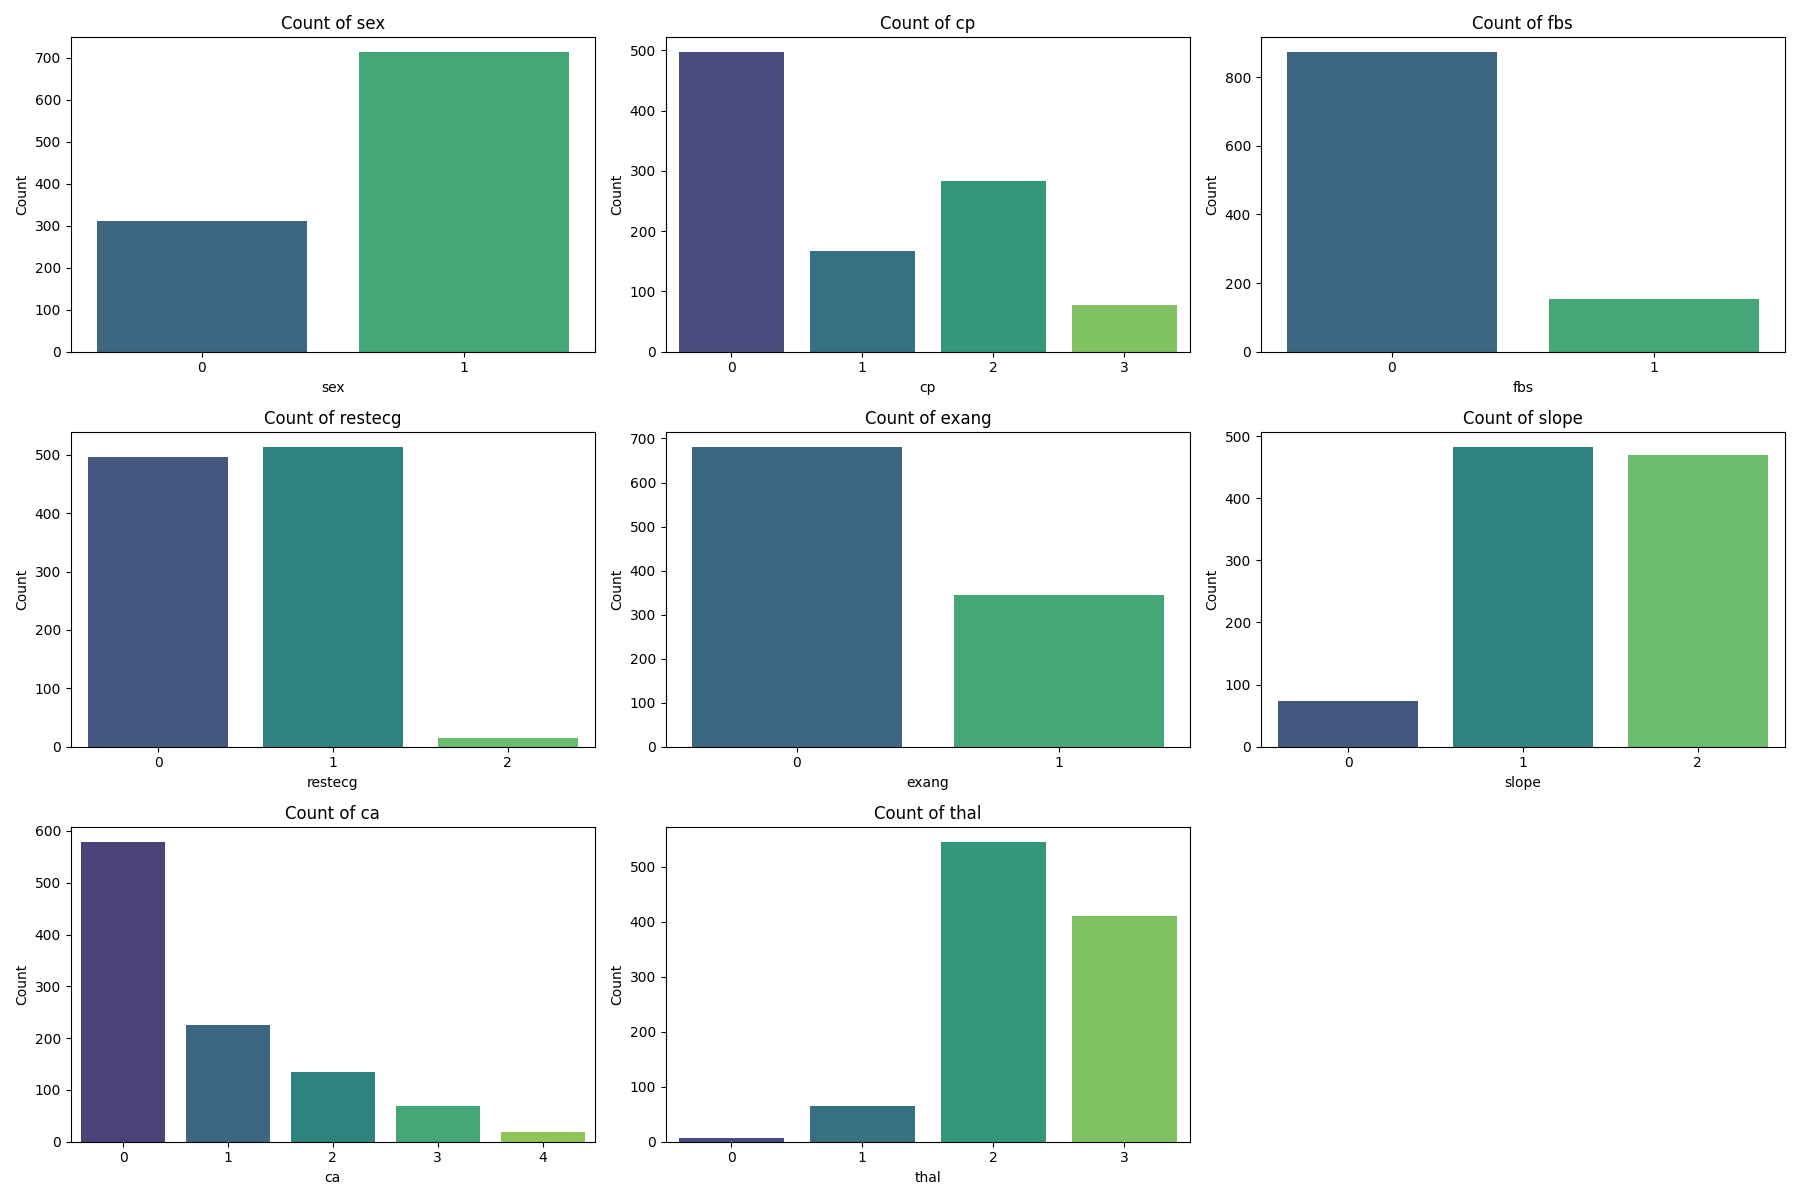 Count of sex
Count
700
600
500
400
300
200
100
0
0 1
sex
Count of cp
Count
500
400
300
200
100
0
0 1 2 3
cp
Count of fbs
Count
800
600
400
200
0
0 1
fbs
Count of restecg
Count
500
400
300
200
100
0
0 1 2
restecg
Count of exang
Count
700
600
500
400
300
200
100
0
0 1
exang
Count of slope
Count
500
400
300
200
100
0
0 1 2
slope
Count of ca
Count
600
500
400
300
200
100
0
0 1 2 3 4
ca
Count of thal
Count
500
400
300
200
100
0
0 1 2 3
thal